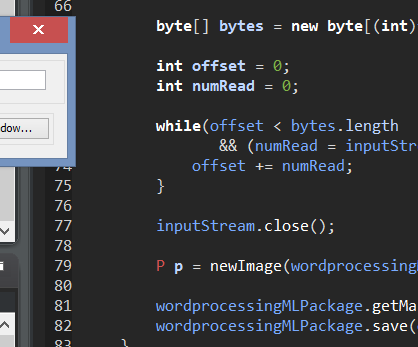 66
byte[] bytes = new byte[(int)
int offset = 0;
int numRead = 0;
while(offset < bytes.length
dow...
&& (numRead = inputStr
74 offset += numRead;
75 }
76
77 inputStream.close();
78
79 P p = newImage(wordprocessing
80
81 wordprocessingMLPackage.getMa
82 wordprocessingMLPackage.save(
83 }